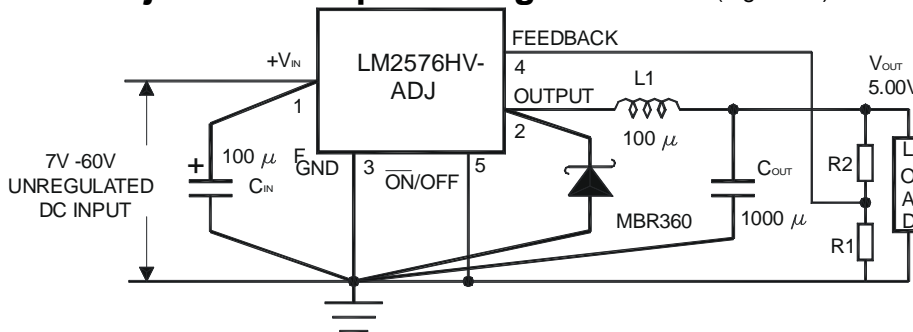 +VIN
LM2576HV-
ADJ
FEEDBACK
4
L1
VOUT
5.00V
1
OUTPUT
2
100 μ
7V -60V
UNREGULATED
DC INPUT
+
100 μ F
CIN
GND
3
ON/OFF
5
MBR360
COUT
1000 μ
R2
R1
LOAD